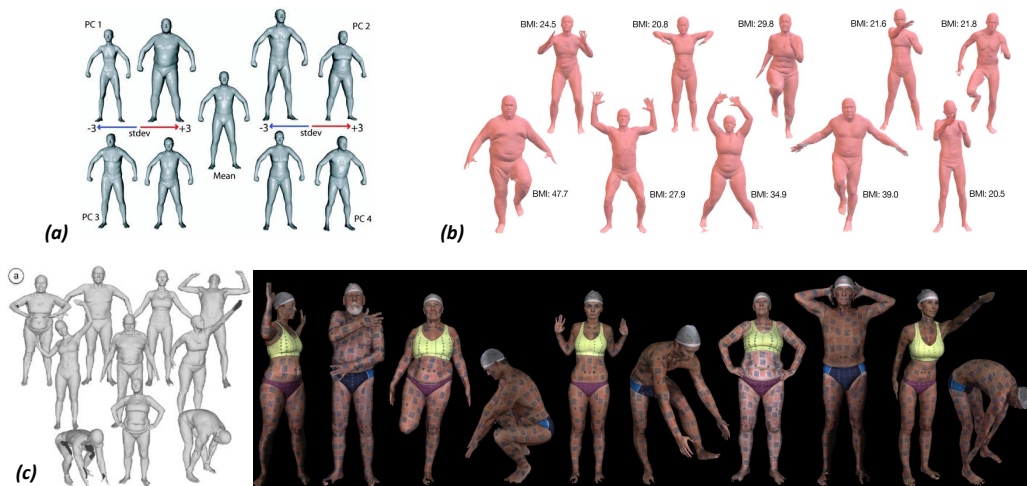 PC 1
PC 2
-3
stdev
+3
-3
stdev
+3
Mean
PC 3
PC 4
(a)
BMI: 24.5
BMI: 20.8
BMI: 29.8
BMI: 21.6
BMI: 21.8
BMI: 47.7
BMI: 27.9
BMI: 34.9
BMI: 39.0
BMI: 20.5
(b)
a
(c)